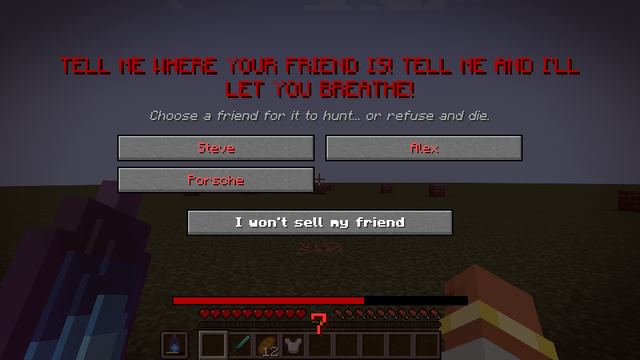 TELL ME WHERE YOUR FRIEND IS! TELL ME AND I'LL
LET YOU BREATHE!
Choose a friend for it to hunt... or refuse and die.
Steve
Alex
Porsche
I won't sell my friend
7
12